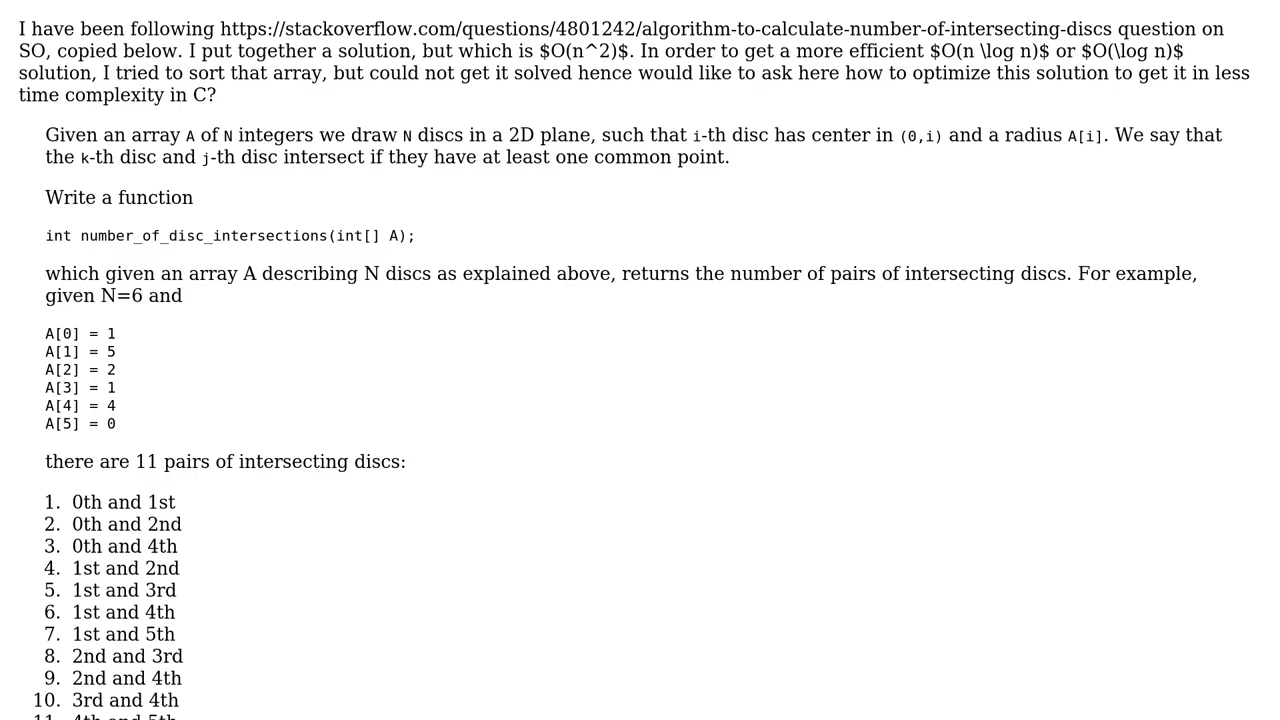 I have been following https://stackoverflow.com/questions/4801242/algorithm-to-calculate-number-of-intersecting-discs question on
SO, copied below. I put together a solution, but which is $O(n^2)$. In order to get a more efficient $O(n \log n)$ or $O(\log n)$
solution, I tried to sort that array, but could not get it solved hence would like to ask here how to optimize this solution to get it in less
time complexity in C?
Given an array A of N integers we draw N discs in a 2D plane, such that i-th disc has center in (0,i) and a radius A[i]. We say that
the k-th disc and j-th disc intersect if they have at least one common point.
Write a function
int number_of_disc_intersections(int[] A);
which given an array A describing N discs as explained above, returns the number of pairs of intersecting discs. For example,
given N=6 and
A[0] = 1
A[1] = 5
A[2] = 2
A[3] = 1
A[4] = 4
A[5] = 0
there are 11 pairs of intersecting discs:
1. 0th and 1st
2. 0th and 2nd
3. 0th and 4th
4. 1st and 2nd
5. 1st and 3rd
6. 1st and 4th
7. 1st and 5th
8. 2nd and 3rd
9. 2nd and 4th
10. 3rd and 4th
11. 4th and 5th